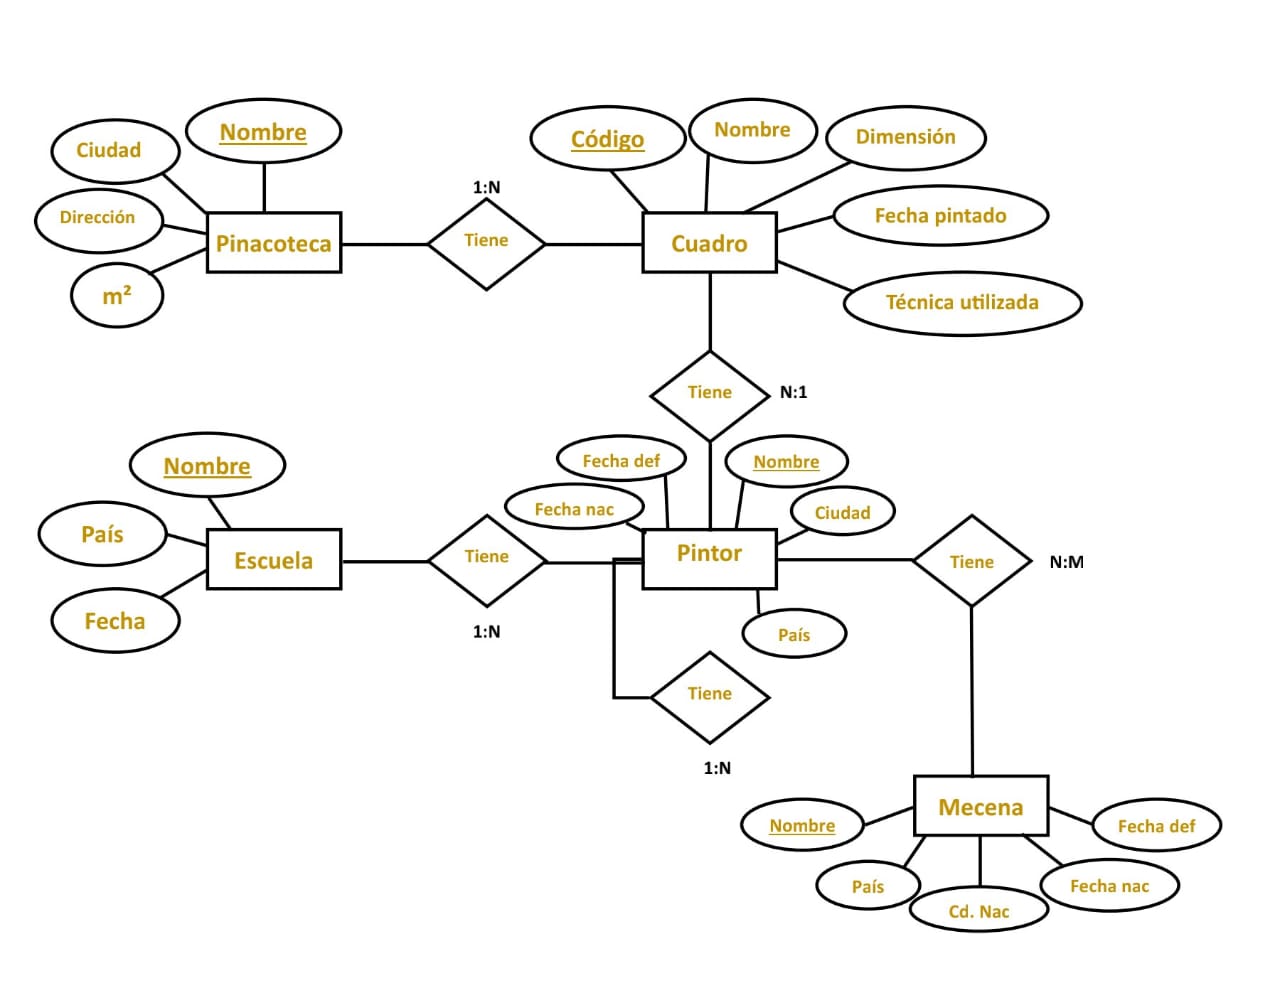 Nombre
Ciudad
Dirección
m²
Pinacoteca
1:N
Tiene
Código
Nombre
Dimensión
Fecha pintado
Técnica utilizada
Cuadro
Tiene
N:1
Nombre
País
Fecha
Escuela
Tiene
1:N
Fecha def
Nombre
Fecha nac
Ciudad
Pintor
País
Tiene
N:M
Tiene
1:N
Mecena
Nombre
Fecha def
País
Fecha nac
Cd. Nac